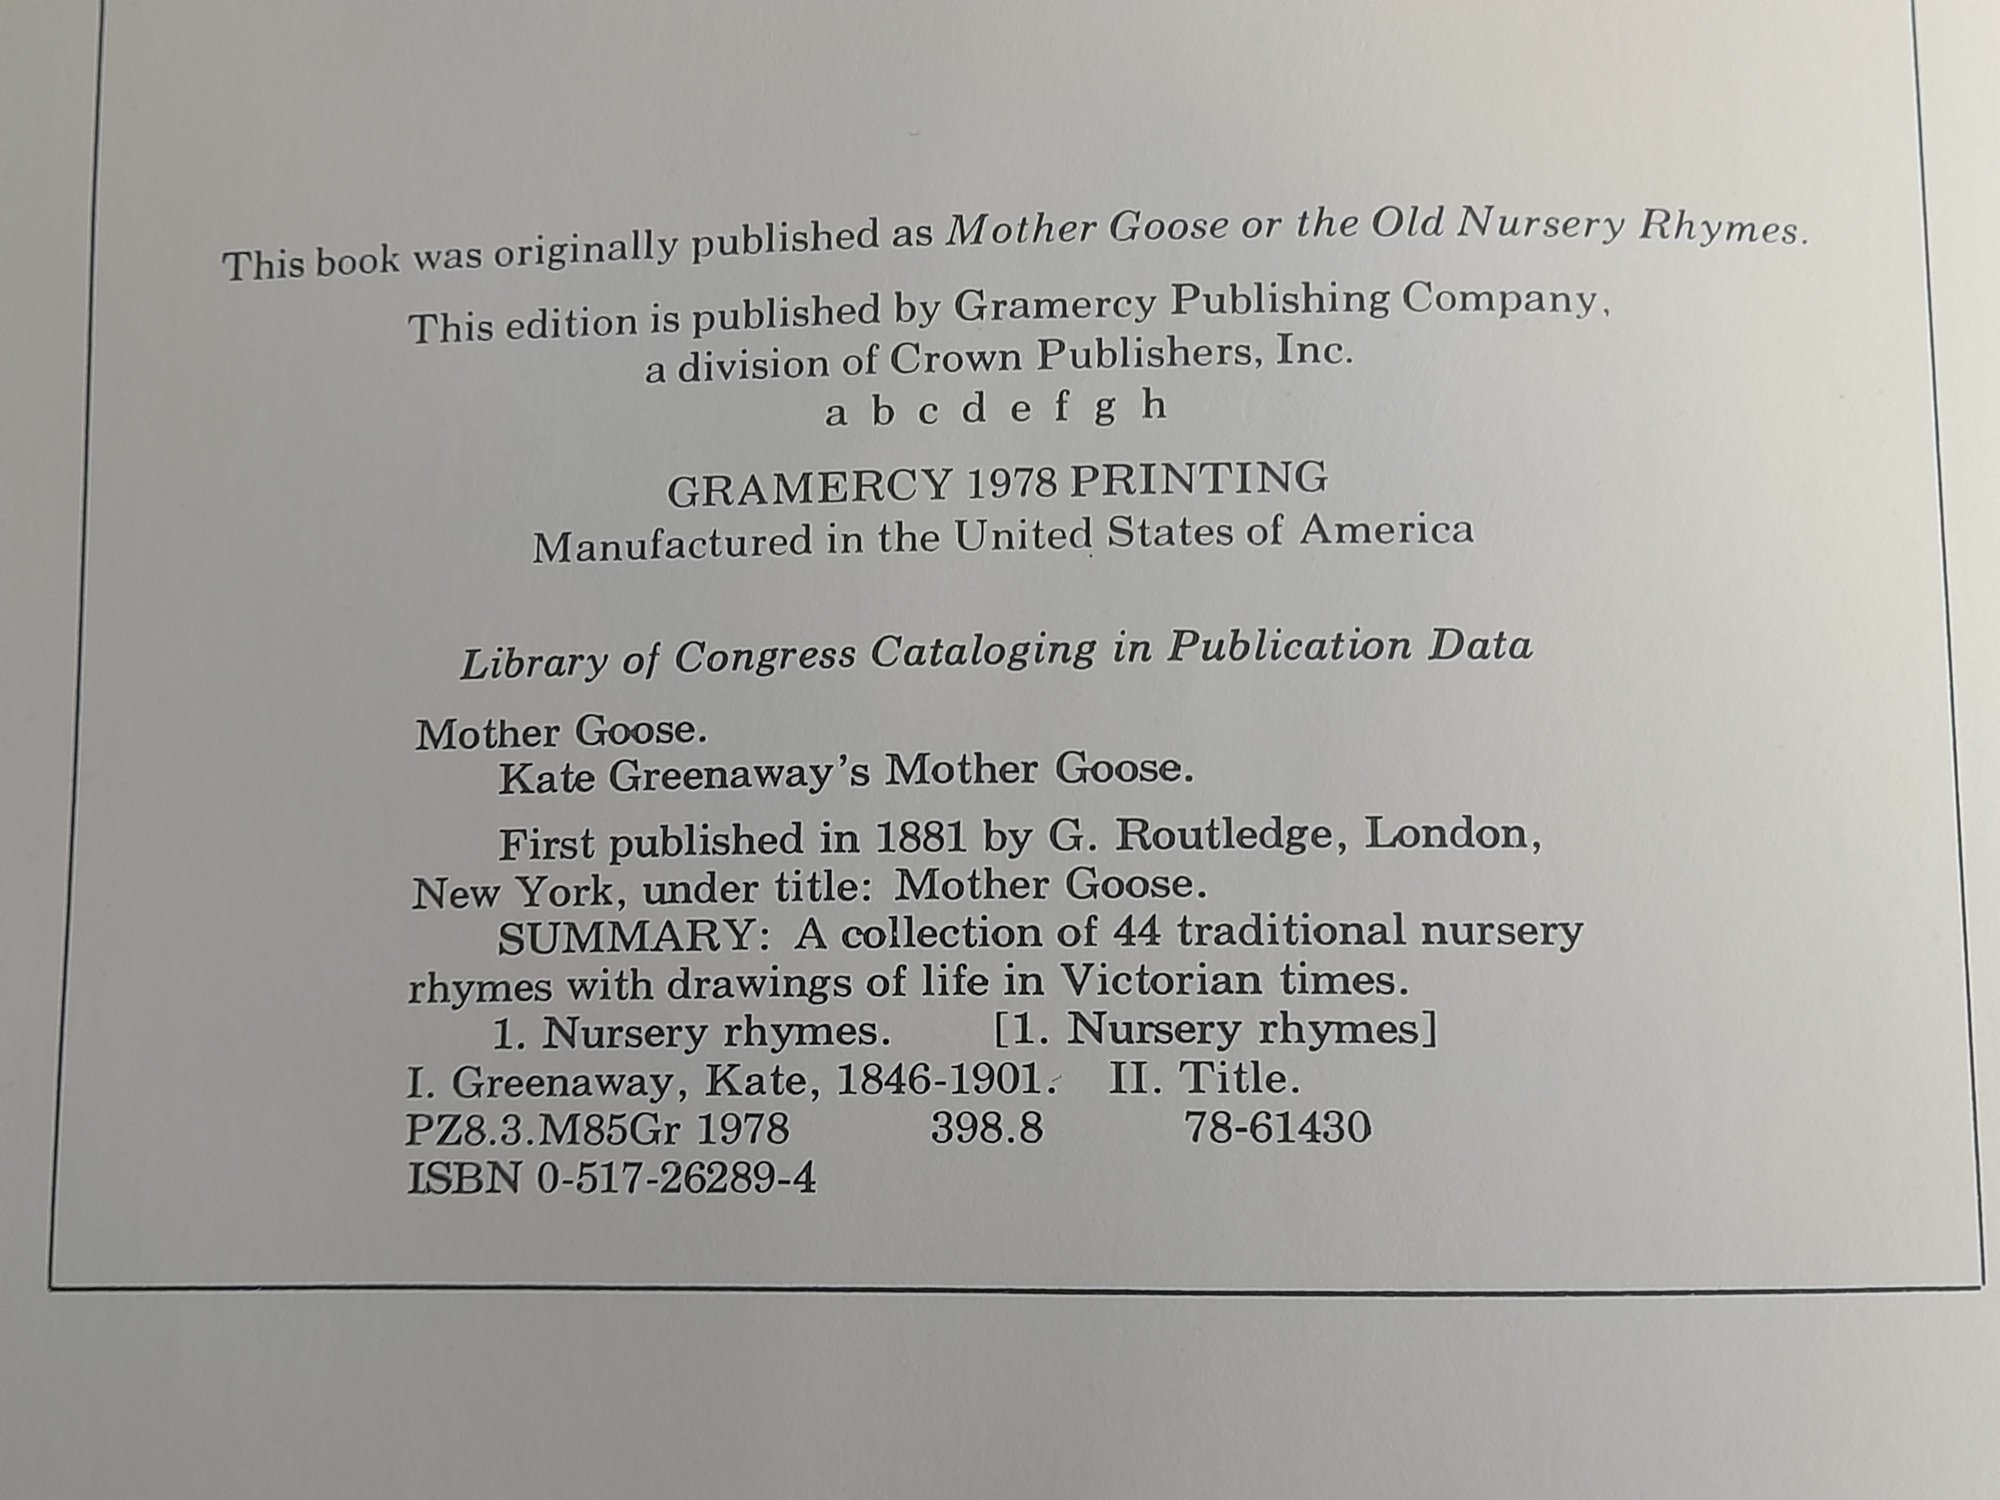 This book was originally published as Mother Goose or the Old Nursery Rhymes.
This edition is published by Gramercy Publishing Company,
a division of Crown Publishers, Inc.
a b c d e f g h
GRAMERCY 1978 PRINTING
Manufactured in the United States of America
Library of Congress Cataloging in Publication Data
Mother Goose.
Kate Greenaway's Mother Goose.
First published in 1881 by G. Routledge, London,
New York, under title: Mother Goose.
SUMMARY: A collection of 44 traditional nursery
rhymes with drawings of life in Victorian times.
1. Nursery rhymes. [1. Nursery rhymes]
I. Greenaway, Kate, 1846-1901. II. Title.
PZ8.3.M85Gr 1978 398.8 78-61430
ISBN 0-517-26289-4